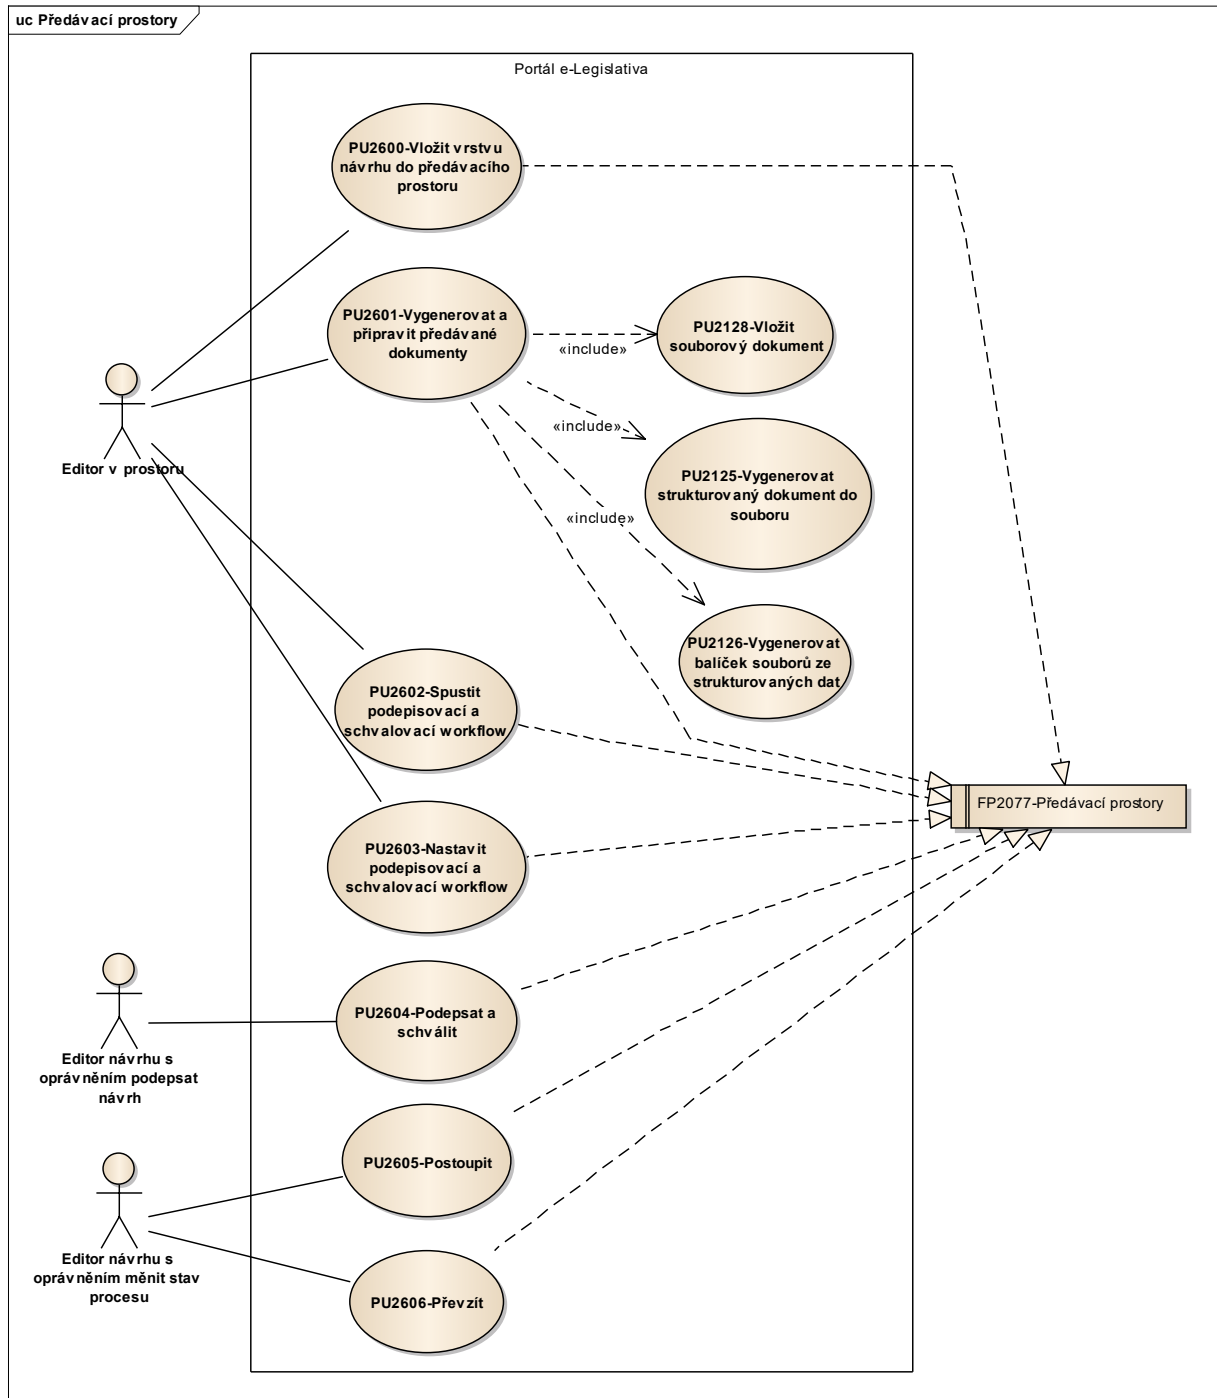 uc Předávací prostory
Portál e-Legislativa
PU2600-Vložit vrstvu
návrhu do předávacího
prostoru
PU2601-Vygenerovat a
připravit předávané
dokumenty
«include»
PU2128-Vložit
souborový dokument
«include»
PU2125-Vygenerovat
strukturovaný dokument do
souboru
Editor v prostoru
«include»
PU2126-Vygenerovat
balíček souborů ze
strukturovaných dat
PU2602-Spustit
podepisovací a
schvalovací workflow
FP2077-Předávací prostory
PU2603-Nastavit
podepisovací a
schvalovací workflow
PU2604-Podepsat a
schválit
Editor návrhu s
oprávněním podepsat
návrh
PU2605-Postoupit
Editor návrhu s
oprávněním měnit stav
procesu
PU2606-Převzít